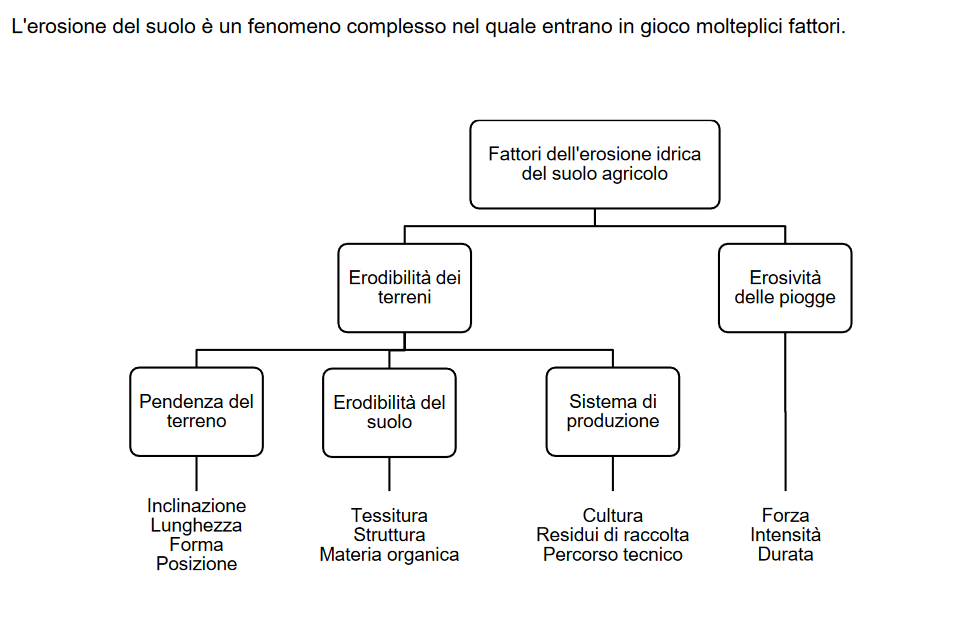 L'erosione del suolo è un fenomeno complesso nel quale entrano in gioco molteplici fattori.
Fattori dell'erosione idrica
del suolo agricolo
Erodibilità dei
terreni
Erosività
delle piogge
Pendenza del
terreno
Erodibilità del
suolo
Sistema di
produzione
Inclinazione
Lunghezza
Forma
Posizione
Tessitura
Struttura
Materia organica
Cultura
Residui di raccolta
Percorso tecnico
Forza
Intensità
Durata